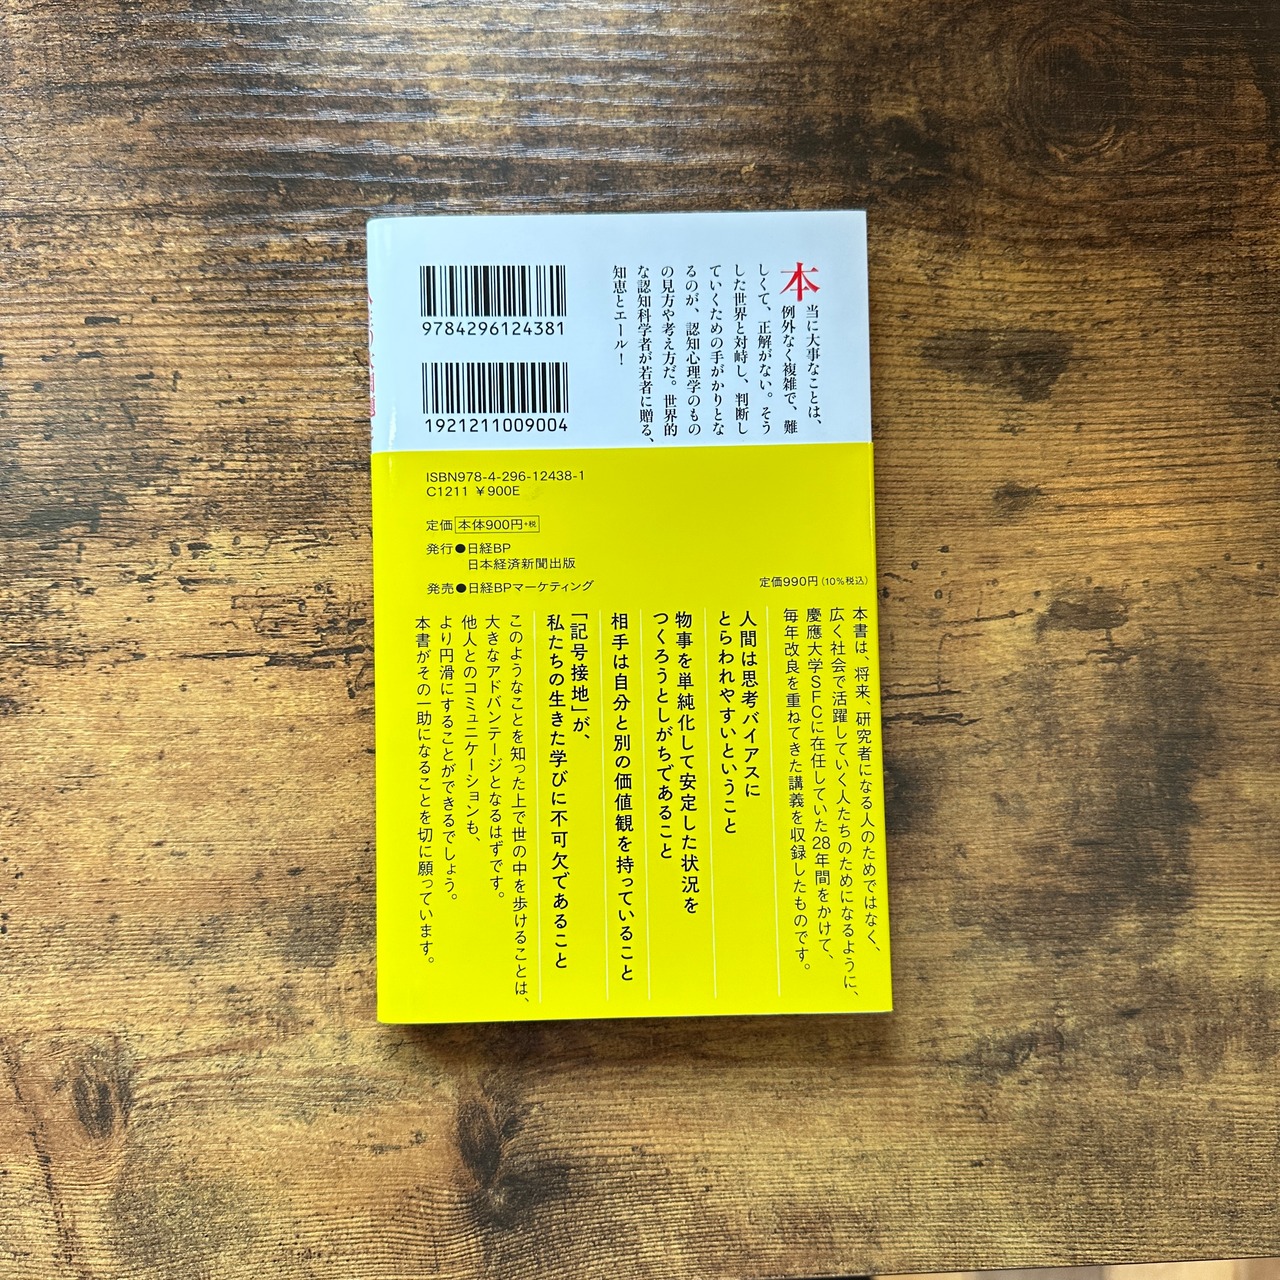 本当に大事なことは、
例外なく複雑で、難
しくて、正解がない。そう
した世界と対峙し、判断し
ていくための手がかりとな
るのが、認知心理学のもの
の見方や考え方だ。世界的
な認知科学者が若者に贈る、
知恵とエール！
9784296124381
1921211009004
ISBN978-4-296-12438-1
C1211 ¥900E
定価 本体900円+税
発行●日経BP
日本経済新聞出版
発売●日経BPマーケティング
定価990円(10%税込)
本書は、将来、研究者になる人のためではなく、
広く社会で活躍していく人たちのためになるように、
慶應大学SFCに在任していた28年間をかけて、
毎年改良を重ねてきた講義を収録したものです。
人間は思考バイアスに
とらわれやすいということ
物事を単純化して安定した状況を
つくろうとしがちであること
相手は自分と別の価値観を持っていること
「記号接地」が、
私たちの生きた学びに不可欠であること
このようなことを知った上で世の中を歩けることは、
大きなアドバンテージとなるはずです。
他人とのコミュニケーションも、
より円滑にすることができるでしょう。
本書がその一助になることを切に願っています。